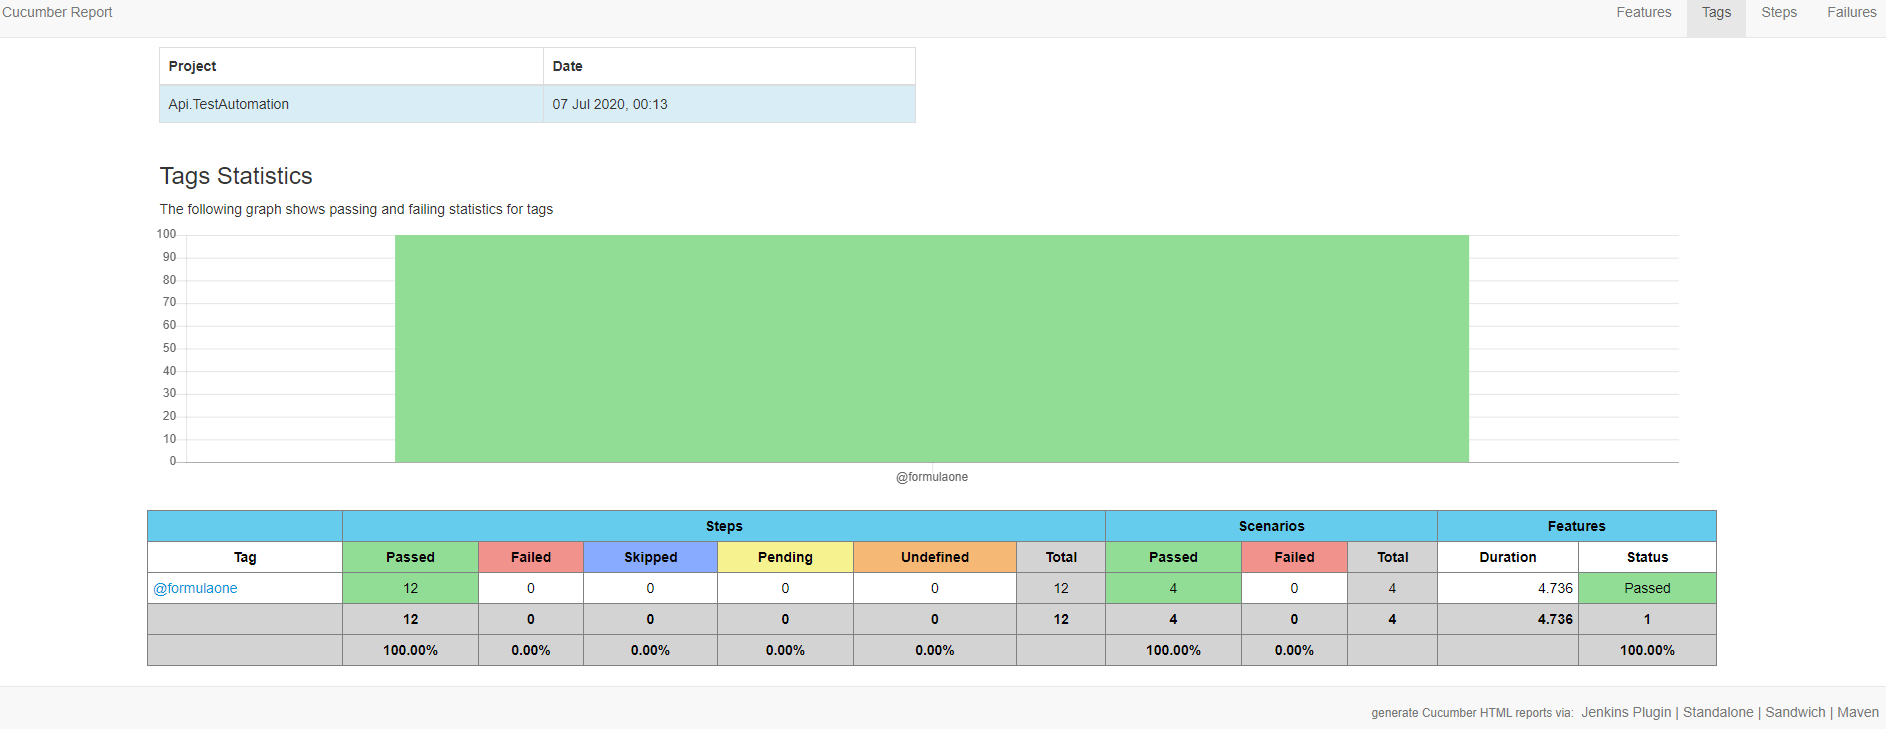 Cucumber Report Features Tags Steps Failures
Project Date
Api.TestAutomation 07 Jul 2020, 00:13
Tags Statistics
The following graph shows passing and failing statistics for tags
100
90
80
70
60
50
40
30
20
10
0
@formulaone
Steps Scenarios Features
Tag Passed Failed Skipped Pending Undefined Total Passed Failed Total Duration Status
@formulaone 12 0 0 0 0 12 4 0 4 4.736 Passed
12 0 0 0 0 12 4 0 4 4.736 1
100.00% 0.00% 0.00% 0.00% 0.00% 100.00% 0.00% 100.00%
generate Cucumber HTML reports via: Jenkins Plugin | Standalone | Sandwich | Maven